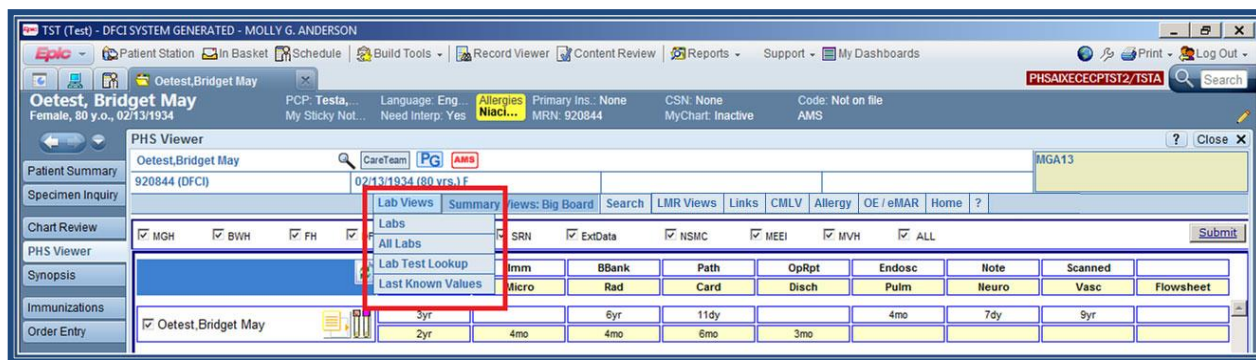 TST (Test) - DFCI SYSTEM GENERATED - MOLLY G. ANDERSON
Epic Patient Station In Basket Schedule Build Tools Record Viewer Content Review Reports Support My Dashboards Print Log Out
Oetest,Bridget May PHSAIXECECPTST2/TSTA Search
Oetest, Bridget May PCP: Testa,... Language: Eng... Allergies Primary Ins.: None CSN: None Code: Not on file
Female, 80 y.o., 02/13/1934 My Sticky Not... Need Interp: Yes Niaci... MRN: 920844 MyChart: Inactive AMS
PHS Viewer ? Close X
Patient Summary
Specimen Inquiry
Chart Review
PHS Viewer
Synopsis
Immunizations
Order Entry
Oetest,Bridget May CareTeam PG AMS MGA13
920844 (DFCI) 02/13/1934 (80 yrs.) F
Lab Views Summary Views: Big Board Search LMR Views Links CMLV Allergy OE / eMAR Home ?
Labs
All Labs
Lab Test Lookup
Last Known Values
MGH BWH FH SRN ExtData NSMC MEEI MVH ALL Submit
Imm BBank Path OpRpt Endosc Note Scanned
Micro Rad Card Disch Pulm Neuro Vasc Flowsheet
Oetest,Bridget May
3yr 6yr 11dy 4mo 7dy 9yr
2yr 4mo 4mo 6mo 3mo